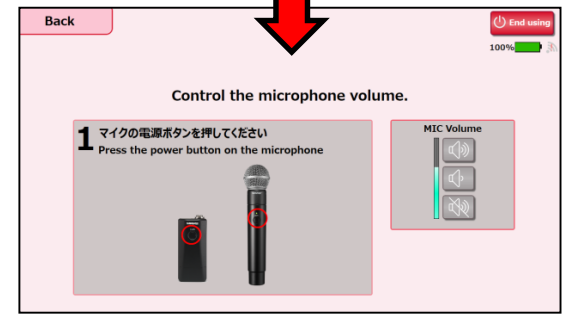 Back
End using
100%
Control the microphone volume.
1 マイクの電源ボタンを押してください
Press the power button on the microphone
MIC Volume